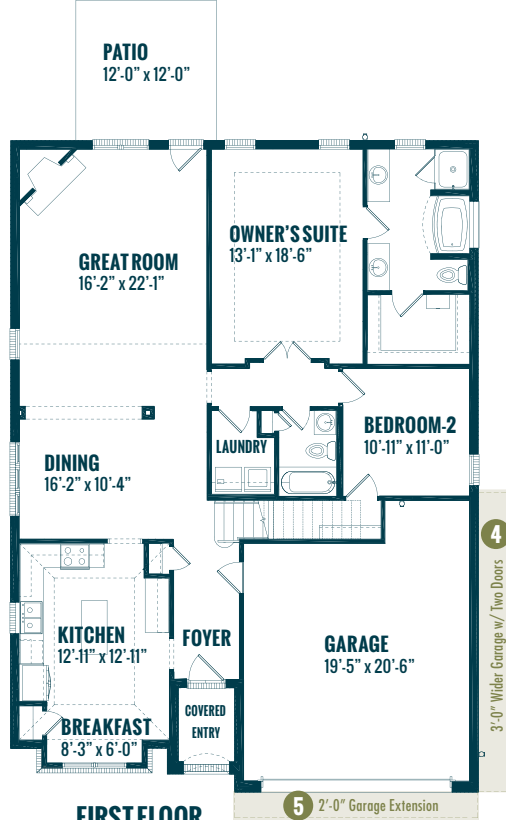 PATIO
12'-0" x 12'-0"
OWNER'S SUITE
13'-1" x 18'-6"
GREAT ROOM
16'-2" x 22'-1"
BEDROOM-2
10'-11" x 11'-0"
LAUNDRY
DINING
16'-2" x 10'-4"
4
3'-0" Wider Garage w/ Two Doors
KITCHEN
12'-11" x 12'-11"
FOYER
GARAGE
19'-5" x 20'-6"
COVERED
ENTRY
BREAKFAST
8'-3" x 6'-0"
5 2'-0" Garage Extension
FIRST FLOOR